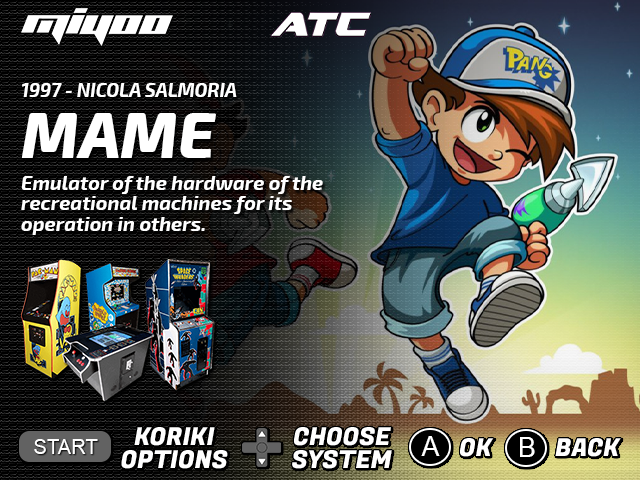 miyoo
ATC
1997 - NICOLA SALMORIA
MAME
Emulator of the hardware of the
recreational machines for its
operation in others.
PANG
START
KORIKI
OPTIONS
CHOOSE
SYSTEM
A OK
B BACK